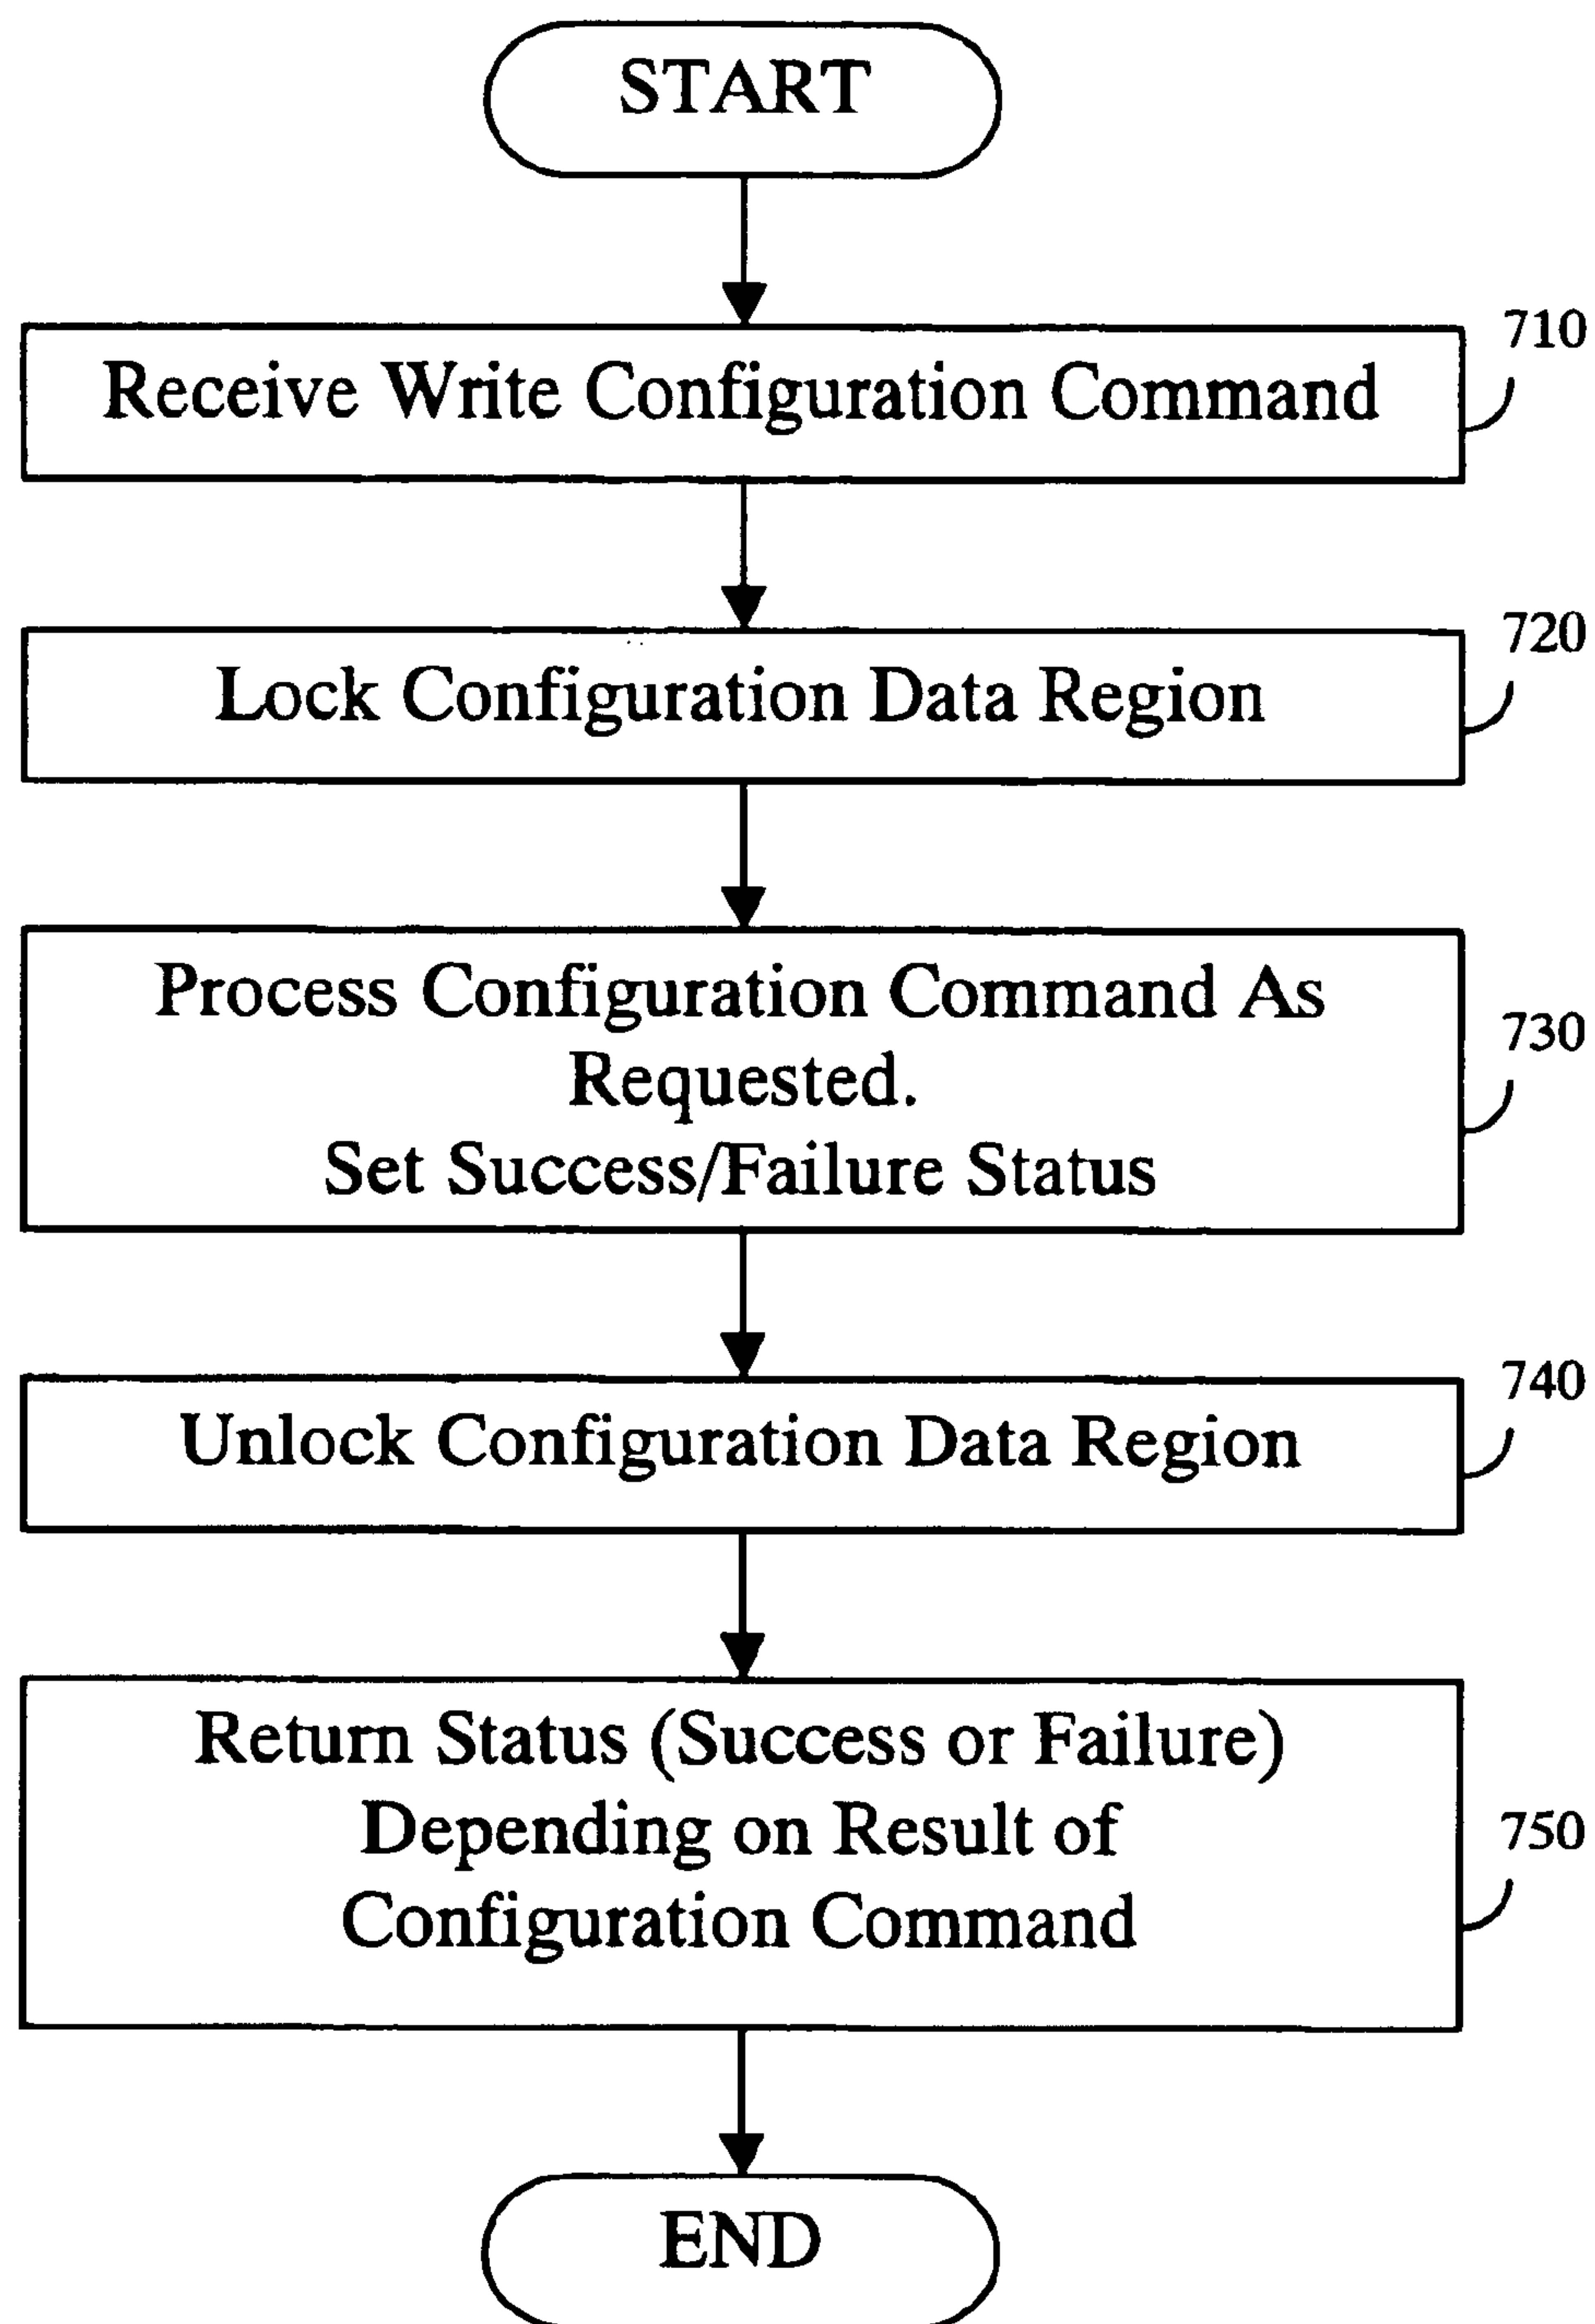 START
710
Receive Write Configuration Command
720
Lock Configuration Data Region
Process Configuration Command As
730
Requested.
Set Success/Failure Status
740
Unlock Configuration Data Region
Return Status (Success or Failure)
750
Depending on Result of
Configuration Command
END